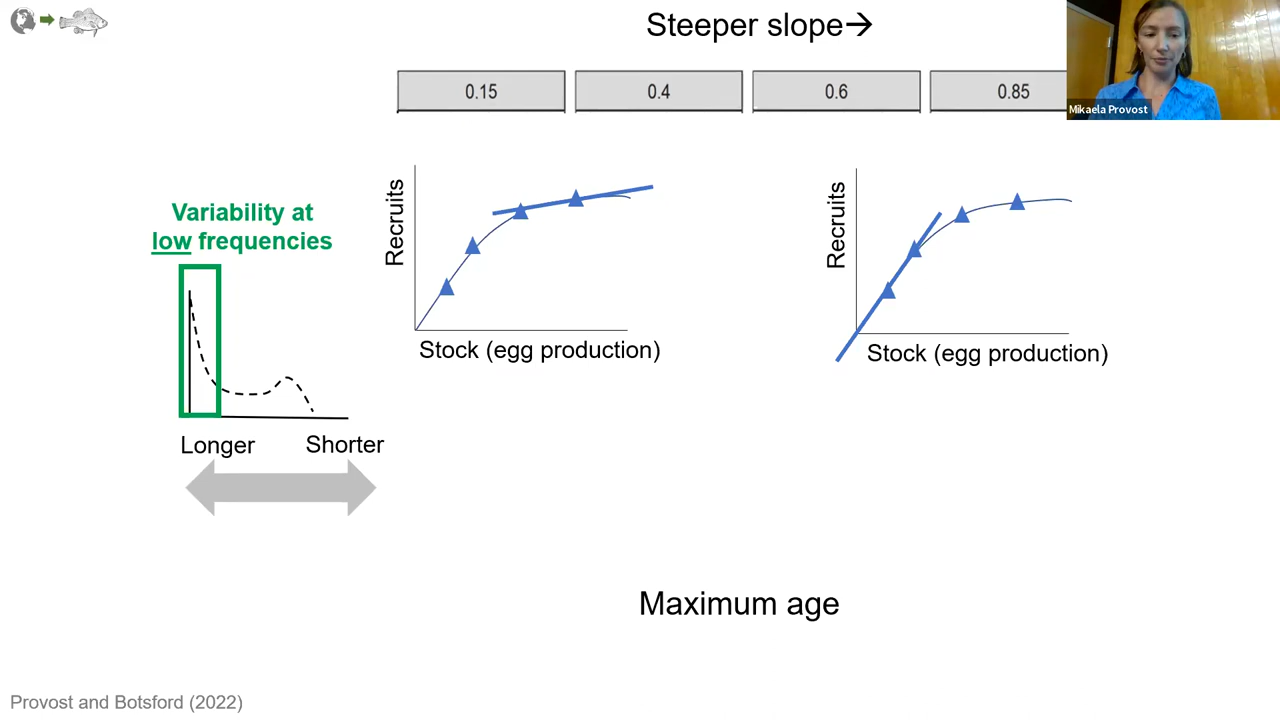 Steeper slope→
0.15
0.4
0.6
0.85
Mikaela Provost
Variability at
low frequencies
Recruits
Stock (egg production)
Recruits
Stock (egg production)
Longer
Shorter
Maximum age
Provost and Botsford (2022)